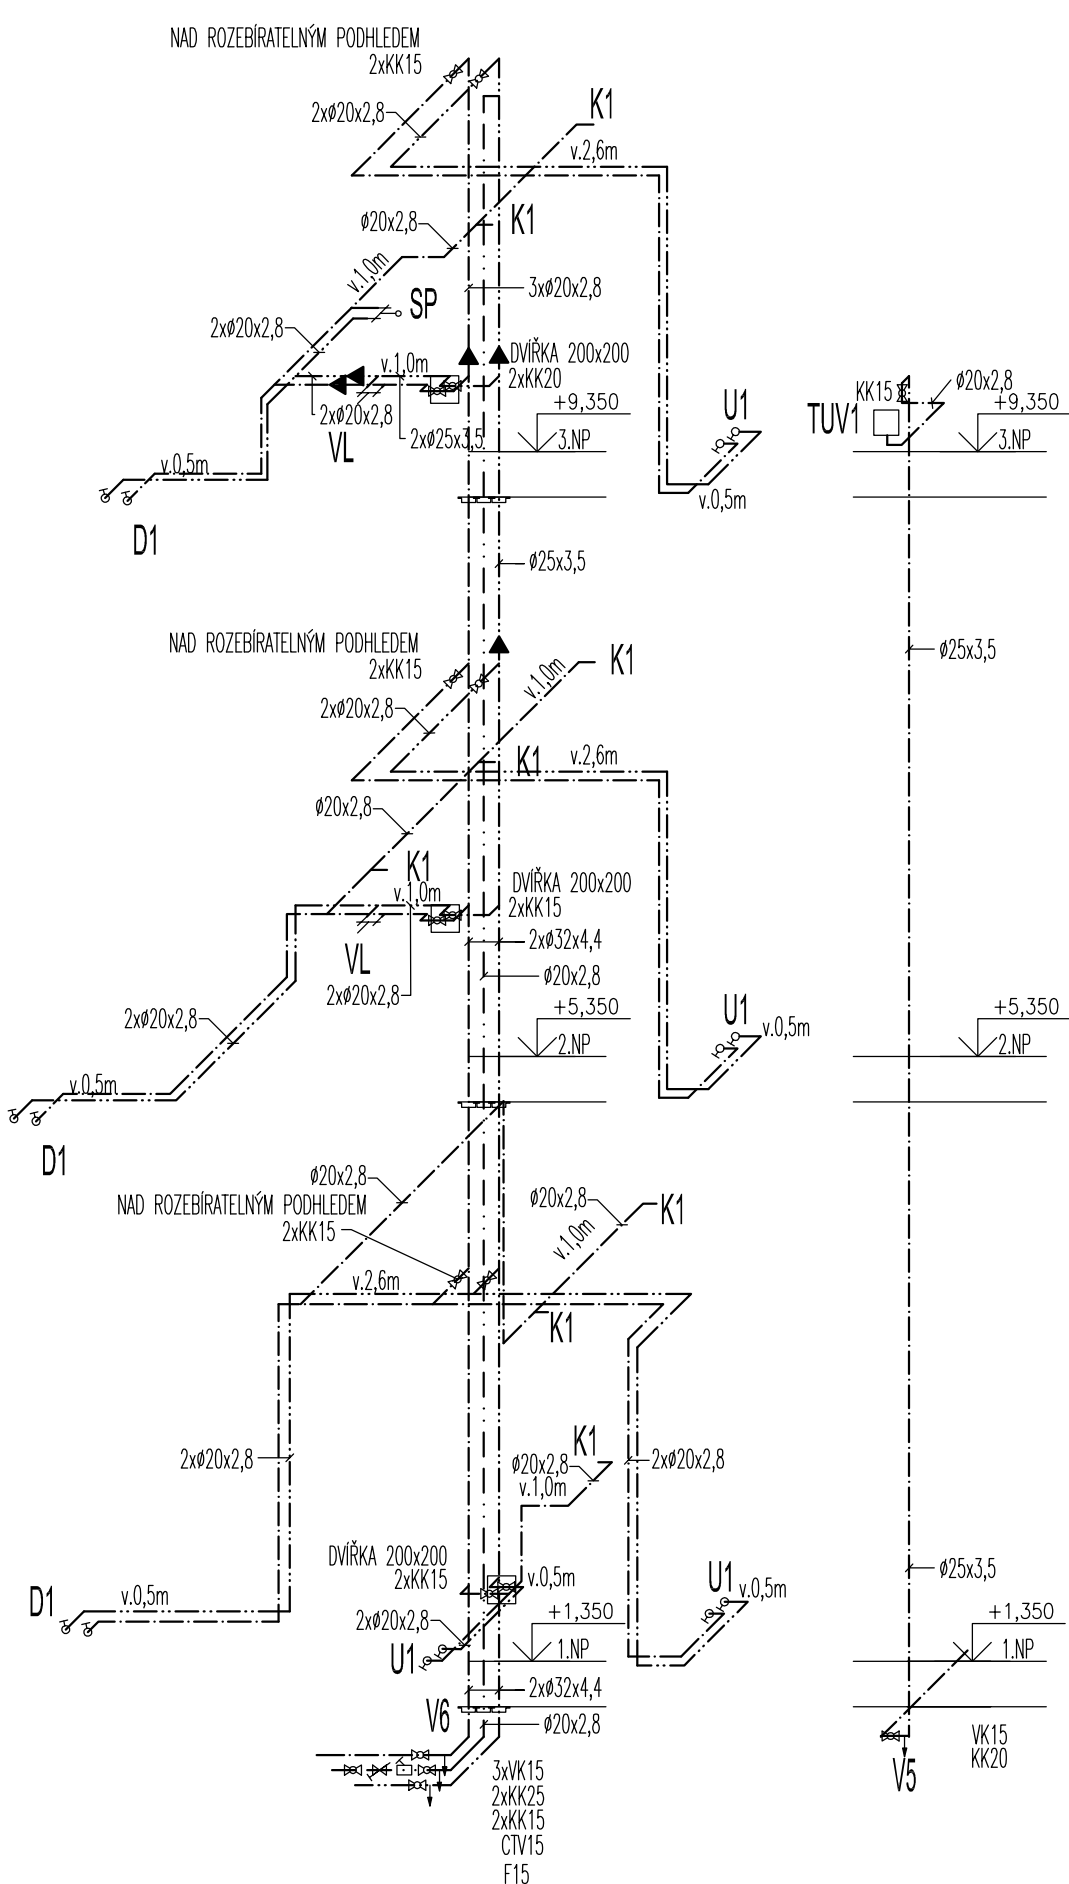 NAD ROZEBÍRATELNÝM PODHLEDEM
2xKK15
2xø20x2,8
K1
v.2,6m
ø20x2,8
K1
v.1,0m
SP
3xø20x2,8
2xø20x2,8
v.1,0m
DVÍŘKA 200x200
2xKK20
2xø20x2,8
2xø25x3,5
VL
+9,350
3.NP
U1
v.0,5m
v.0,5m
D1
KK15
ø20x2,8
TUV1
+9,350
3.NP
ø25x3,5
NAD ROZEBÍRATELNÝM PODHLEDEM
2xKK15
K1
v.1,0m
ø25x3,5
2xø20x2,8
K1
v.2,6m
ø20x2,8
K1
v.1,0m
DVÍŘKA 200x200
2xKK15
VL
2xø32x4,4
ø20x2,8
2xø20x2,8
2xø20x2,8
+5,350
2.NP
U1
v.0,5m
+5,350
2.NP
v.0,5m
D1
ø20x2,8
NAD ROZEBÍRATELNÝM PODHLEDEM
2xKK15
ø20x2,8
K1
v.1,0m
v.2,6m
K1
2xø20x2,8
K1
ø20x2,8
v.1,0m
2xø20x2,8
DVÍŘKA 200x200
2xKK15
v.0,5m
D1
v.0,5m
2xø20x2,8
U1
U1
v.0,5m
+1,350
1.NP
ø25x3,5
+1,350
1.NP
2xø32x4,4
V6
ø20x2,8
3xVK15
2xKK25
2xKK15
CTV15
F15
VK15
KK20
V5